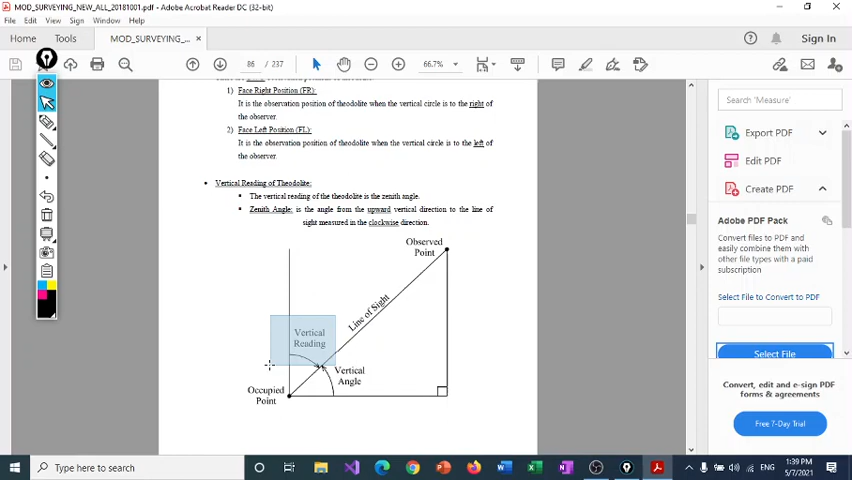 MOD_SURVEYING_NEW_ALL_20181001.pdf - Adobe Acrobat Reader DC (32-bit)
File Edit View Sign Window Help
Home Tools MOD_SURVEYING_... × Sign In
86 / 237 66.7%
1) Face Right Position (FR):
It is the observation position of theodolite when the vertical circle is to the right of
the observer.
2) Face Left Position (FL):
It is the observation position of theodolite when the vertical circle is to the left of
the observer.
• Vertical Reading of Theodolite:
The vertical reading of the theodolite is the zenith angle.
Zenith Angle: is the angle from the upward vertical direction to the line of
sight measured in the clockwise direction.
Observed
Point
Line of Sight
Vertical
Reading
Vertical
Angle
Occupied
Point
Search 'Measure'
Export PDF
Edit PDF
Create PDF
Adobe PDF Pack
Convert files to PDF and
easily combine them with
other file types with a paid
subscription
Select File to Convert to PDF
Select File
Convert, edit and e-sign PDF
forms & agreements
Free 7-Day Trial
Type here to search
ENG
1:39 PM
5/7/2021